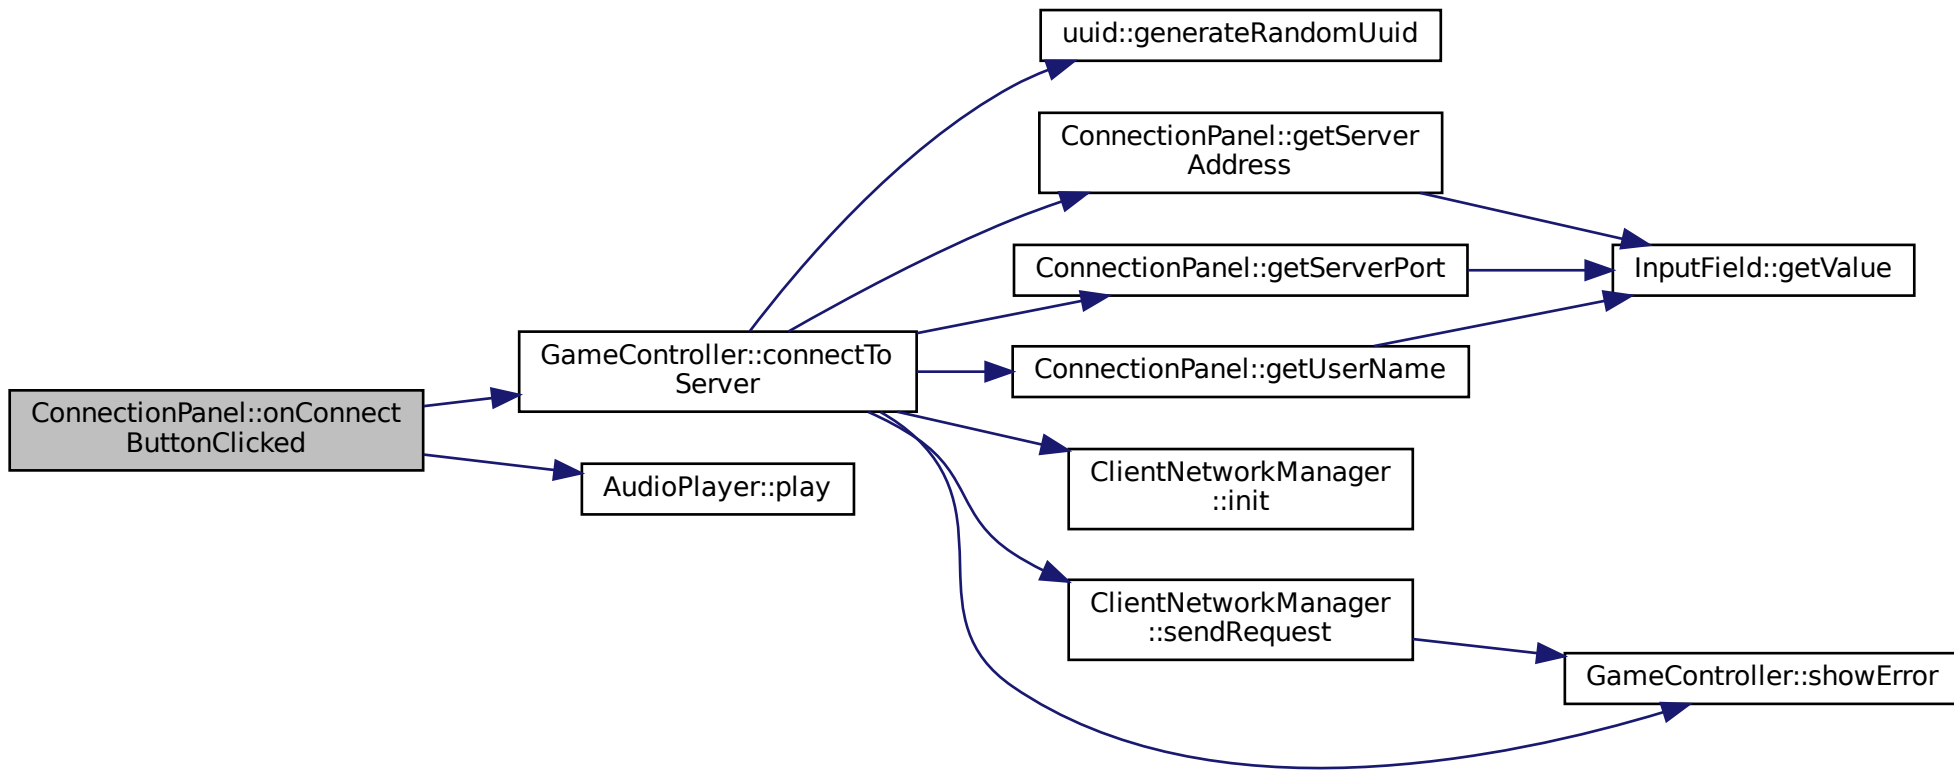 uuid::generateRandomUuid
ConnectionPanel::getServer
Address
ConnectionPanel::getServerPort
InputField::getValue
GameController::connectTo
Server
ConnectionPanel::getUserName
ConnectionPanel::onConnect
ButtonClicked
AudioPlayer::play
ClientNetworkManager
::init
ClientNetworkManager
::sendRequest
GameController::showError